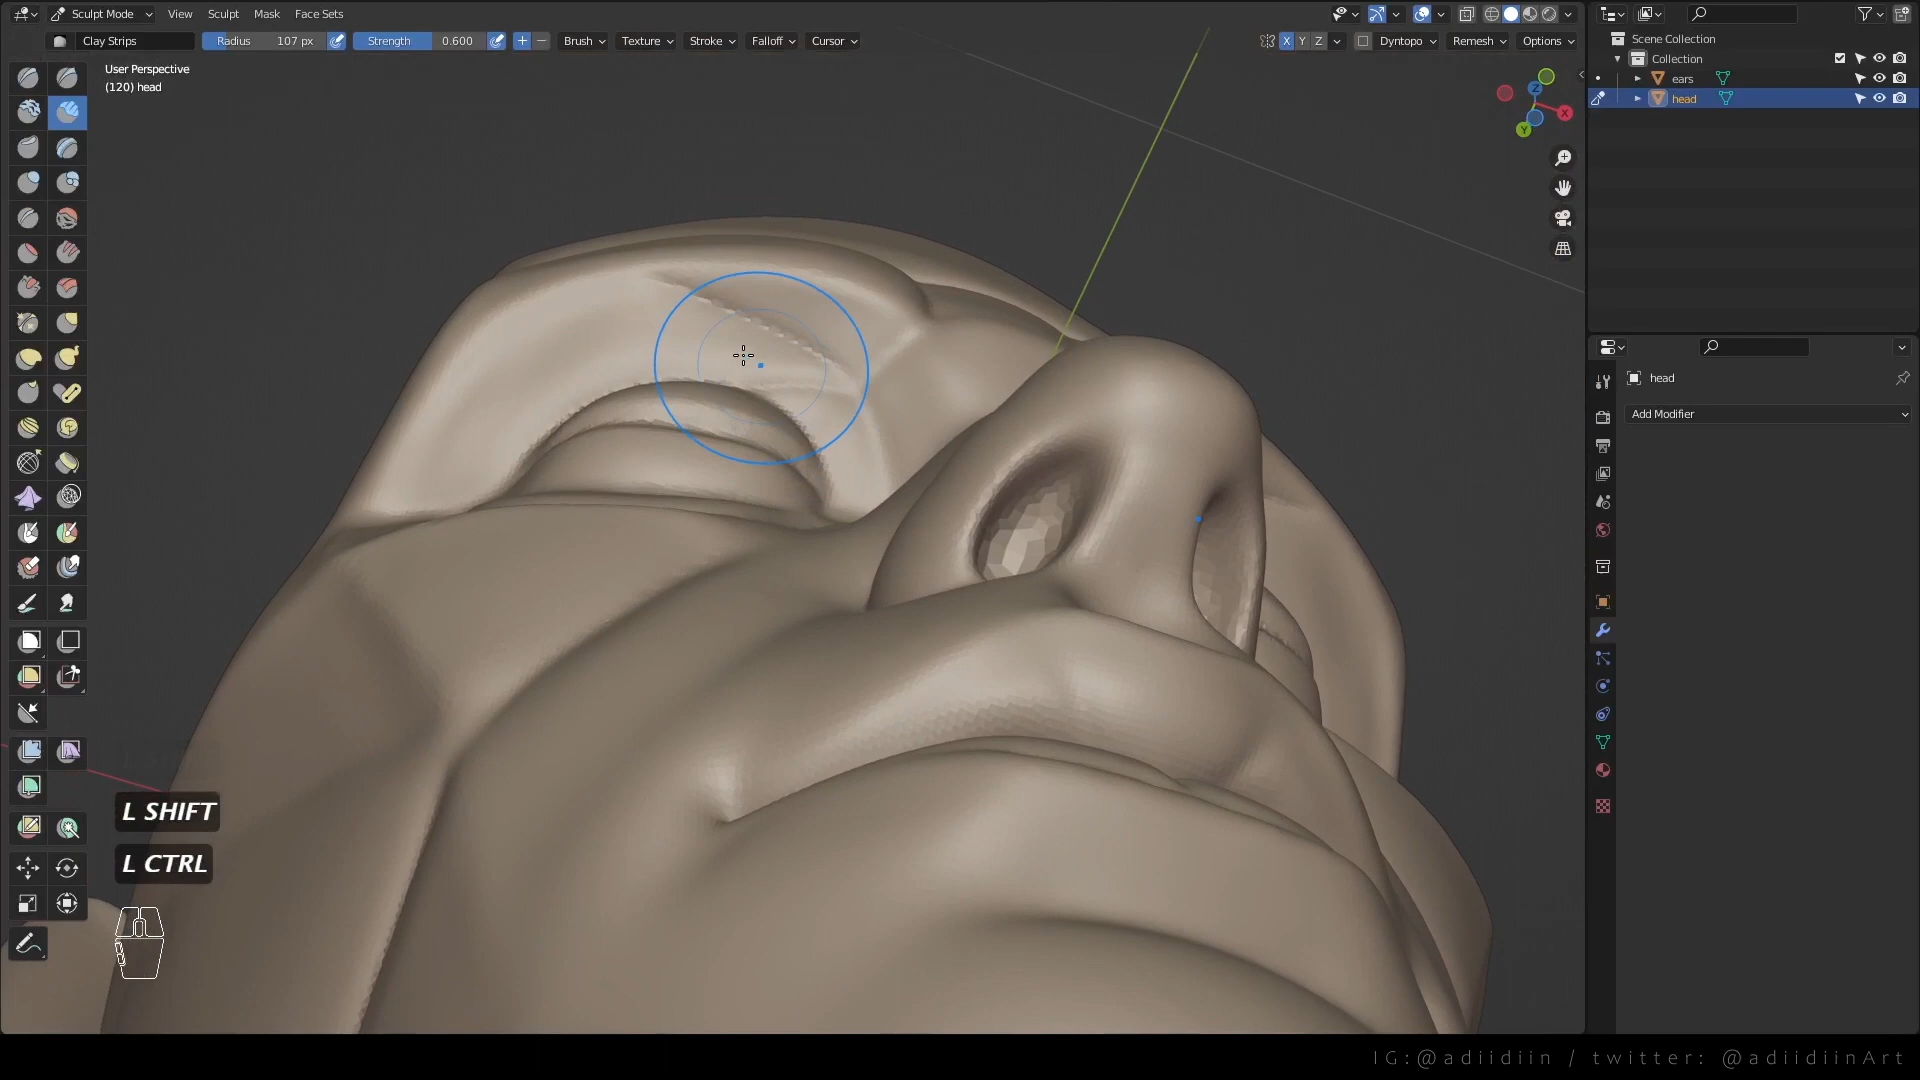 Sculpt Mode View Sculpt Mask Face Sets
Clay Strips Radius 107 px Strength 0.600 Brush Texture Stroke Falloff Cursor X Y Z Dyntopo Remesh Options
User Perspective
(120) head
Z
X
Y
Scene Collection
Collection
ears
head
head
Add Modifier
L SHIFT
L CTRL
IG:@adiidiin / twitter: @adiidiinArt